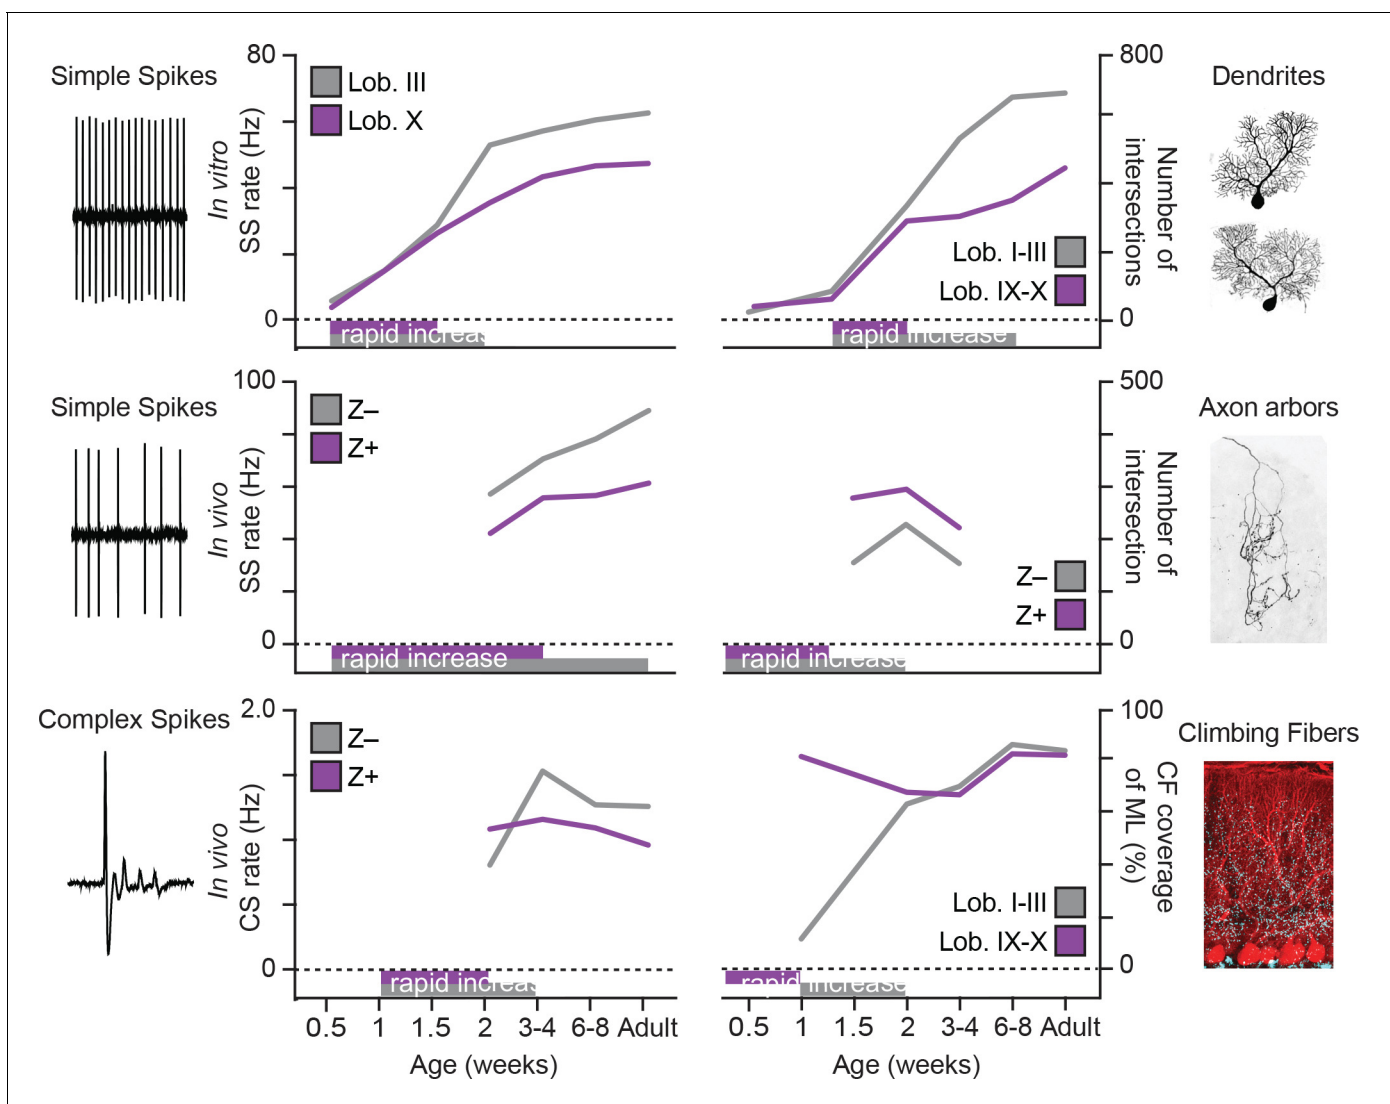 Simple Spikes
In vitro
SS rate (Hz)
80
0
Lob. III
Lob. X
rapid increase
Dendrites
Number of
intersections
800
0
Lob. I-III
Lob. IX-X
rapid increase
Simple Spikes
In vivo
SS rate (Hz)
100
0
Z–
Z+
rapid increase
Axon arbors
Number of
intersection
500
0
Z–
Z+
rapid increase
Complex Spikes
In vivo
CS rate (Hz)
2.0
0
Z–
Z+
rapid increase
0.5 1 1.5 2 3-4 6-8 Adult
Age (weeks)
Climbing Fibers
CF coverage
of ML (%)
100
0
Lob. I-III
Lob. IX-X
rapid
0.5 1 1.5 2 3-4 6-8 Adult
Age (weeks)